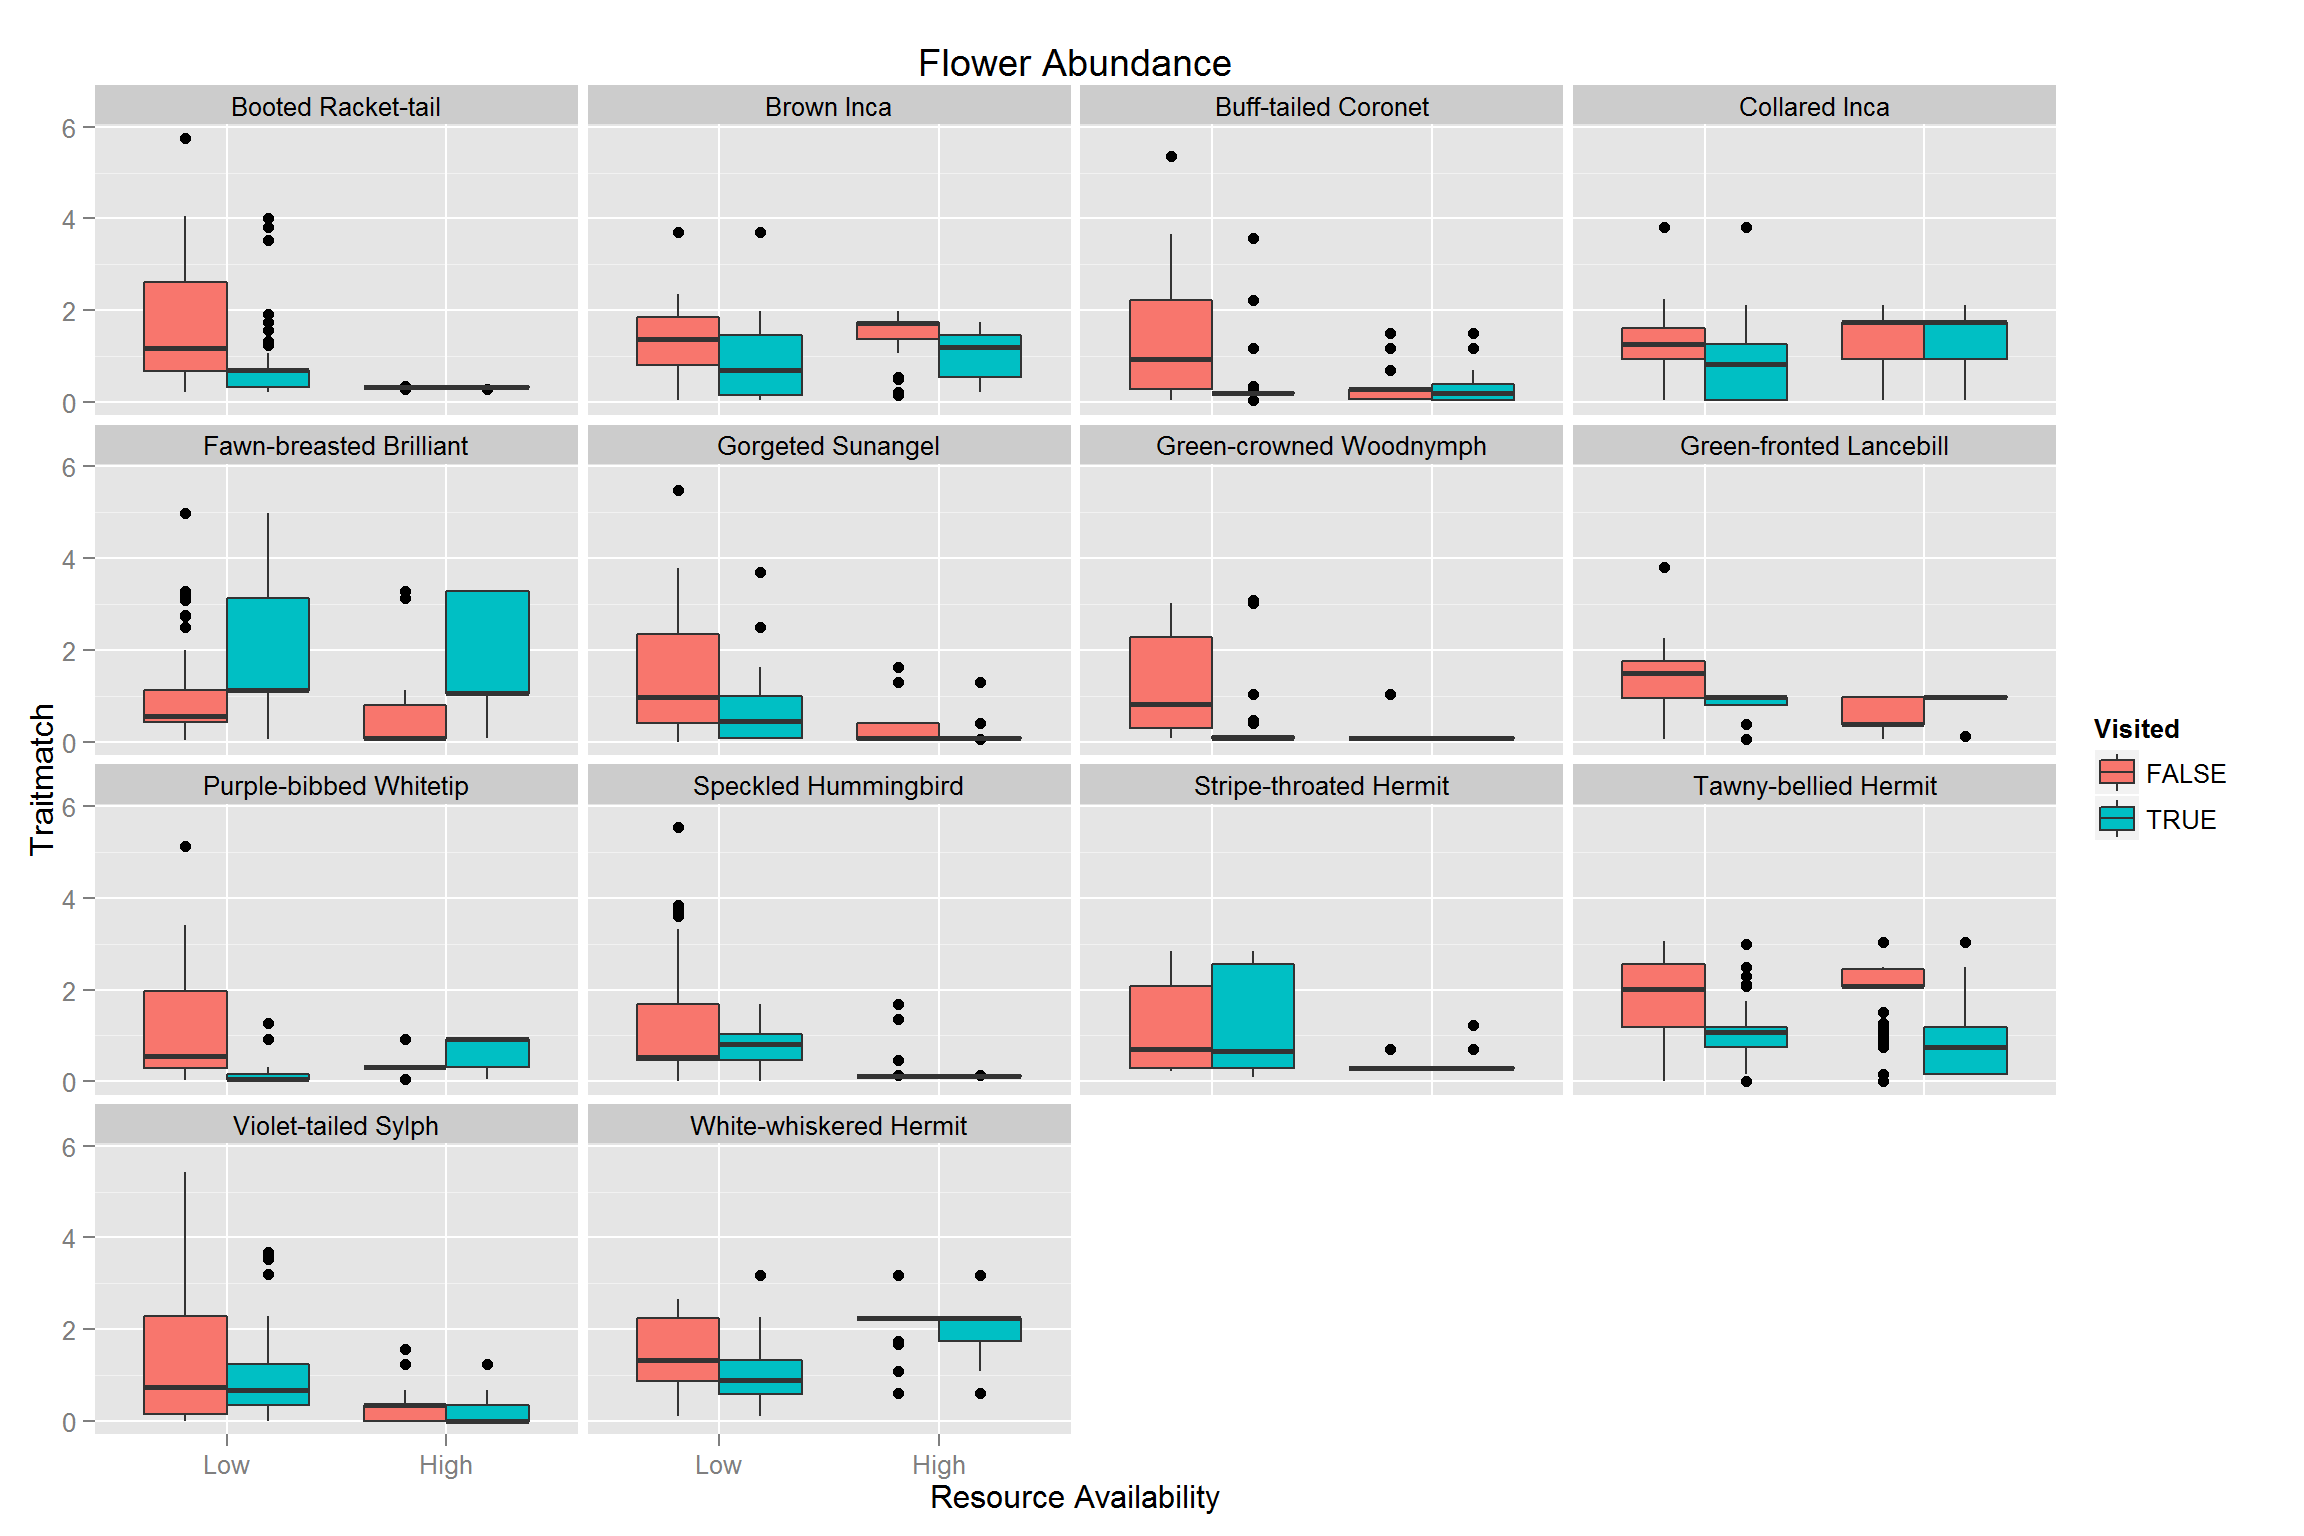 Flower Abundance
Booted Racket-tail
Brown Inca
Buff-tailed Coronet
Collared Inca
6
4
2
0
Fawn-breasted Brilliant
Gorgeted Sunangel
Green-crowned Woodnymph
Green-fronted Lancebill
6
4
2
0
Purple-bibbed Whitetip
Speckled Hummingbird
Stripe-throated Hermit
Tawny-bellied Hermit
6
4
2
0
Violet-tailed Sylph
White-whiskered Hermit
6
4
2
0
Low
High
Low
High
Resource Availability
Traitmatch
Visited
FALSE
TRUE